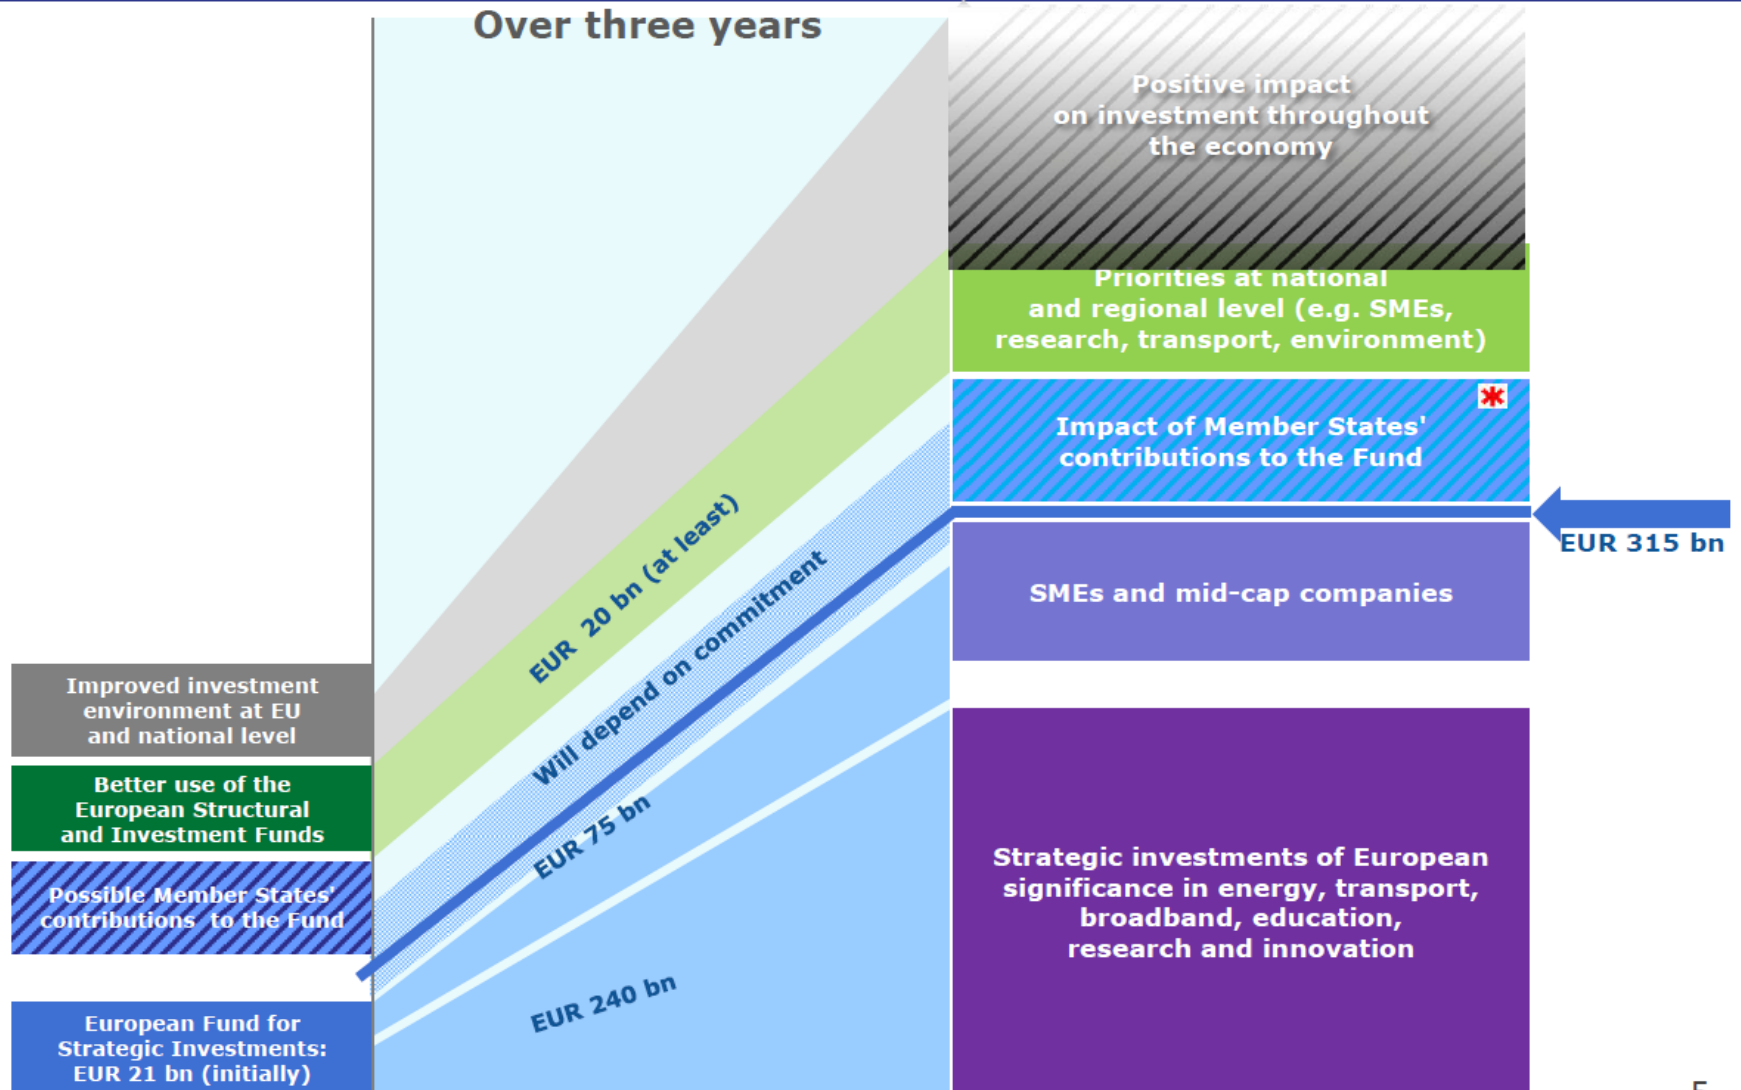 Over three years
Positive impact
on investment throughout
the economy
Priorities at national
and regional level (e.g. SMEs,
research, transport, environment)
Impact of Member States'
contributions to the Fund
EUR 315 bn
SMEs and mid-cap companies
Strategic investments of European
significance in energy, transport,
broadband, education,
research and innovation
EUR  20 bn (at least)
Will depend on commitment
EUR 75 bn
EUR 240 bn
Improved investment
environment at EU
and national level
Better use of the
European Structural
and Investment Funds
Possible Member States'
contributions  to the Fund
European Fund for
Strategic Investments:
EUR 21 bn (initially)